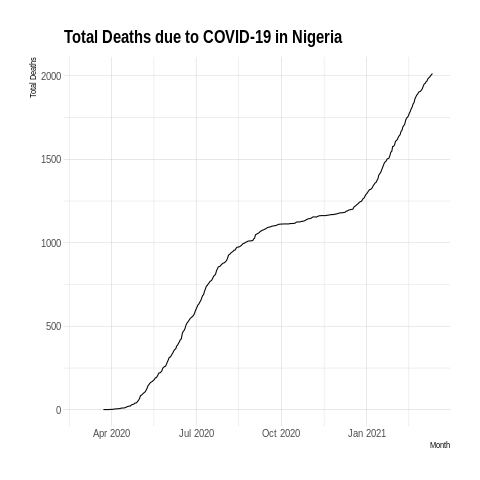 Total Deaths due to COVID-19 in Nigeria
Total Deaths
2000
1500
1000
500
0
Apr 2020
Jul 2020
Oct 2020
Jan 2021
Month